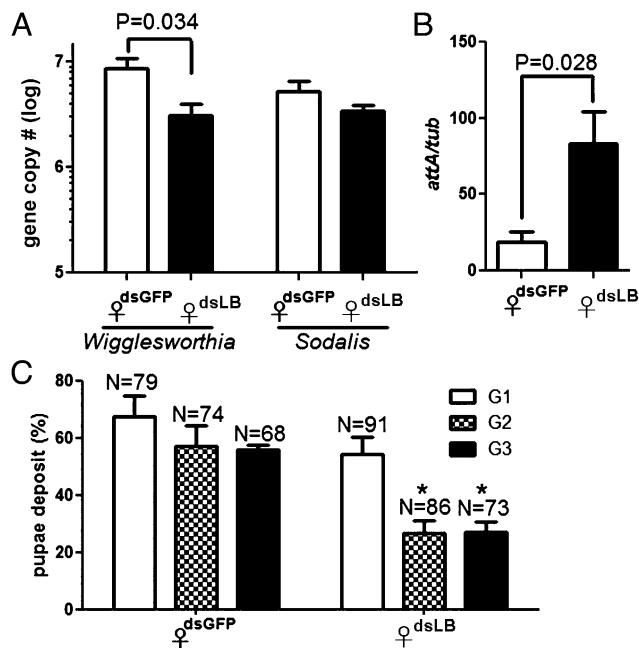 A
P=0.034
gene copy # (log)
7
6
5
♀dsGFP ♀dsLB ♀dsGFP ♀dsLB
Wigglesworthia Sodalis
B
150
P=0.028
100
50
0
attA/tub
♀dsGFP ♀dsLB
C
80
60
40
20
0
pupae deposit (%)
N=79
N=74
N=68
N=91
*
N=86
*
N=73
G1
G2
G3
♀dsGFP ♀dsLB